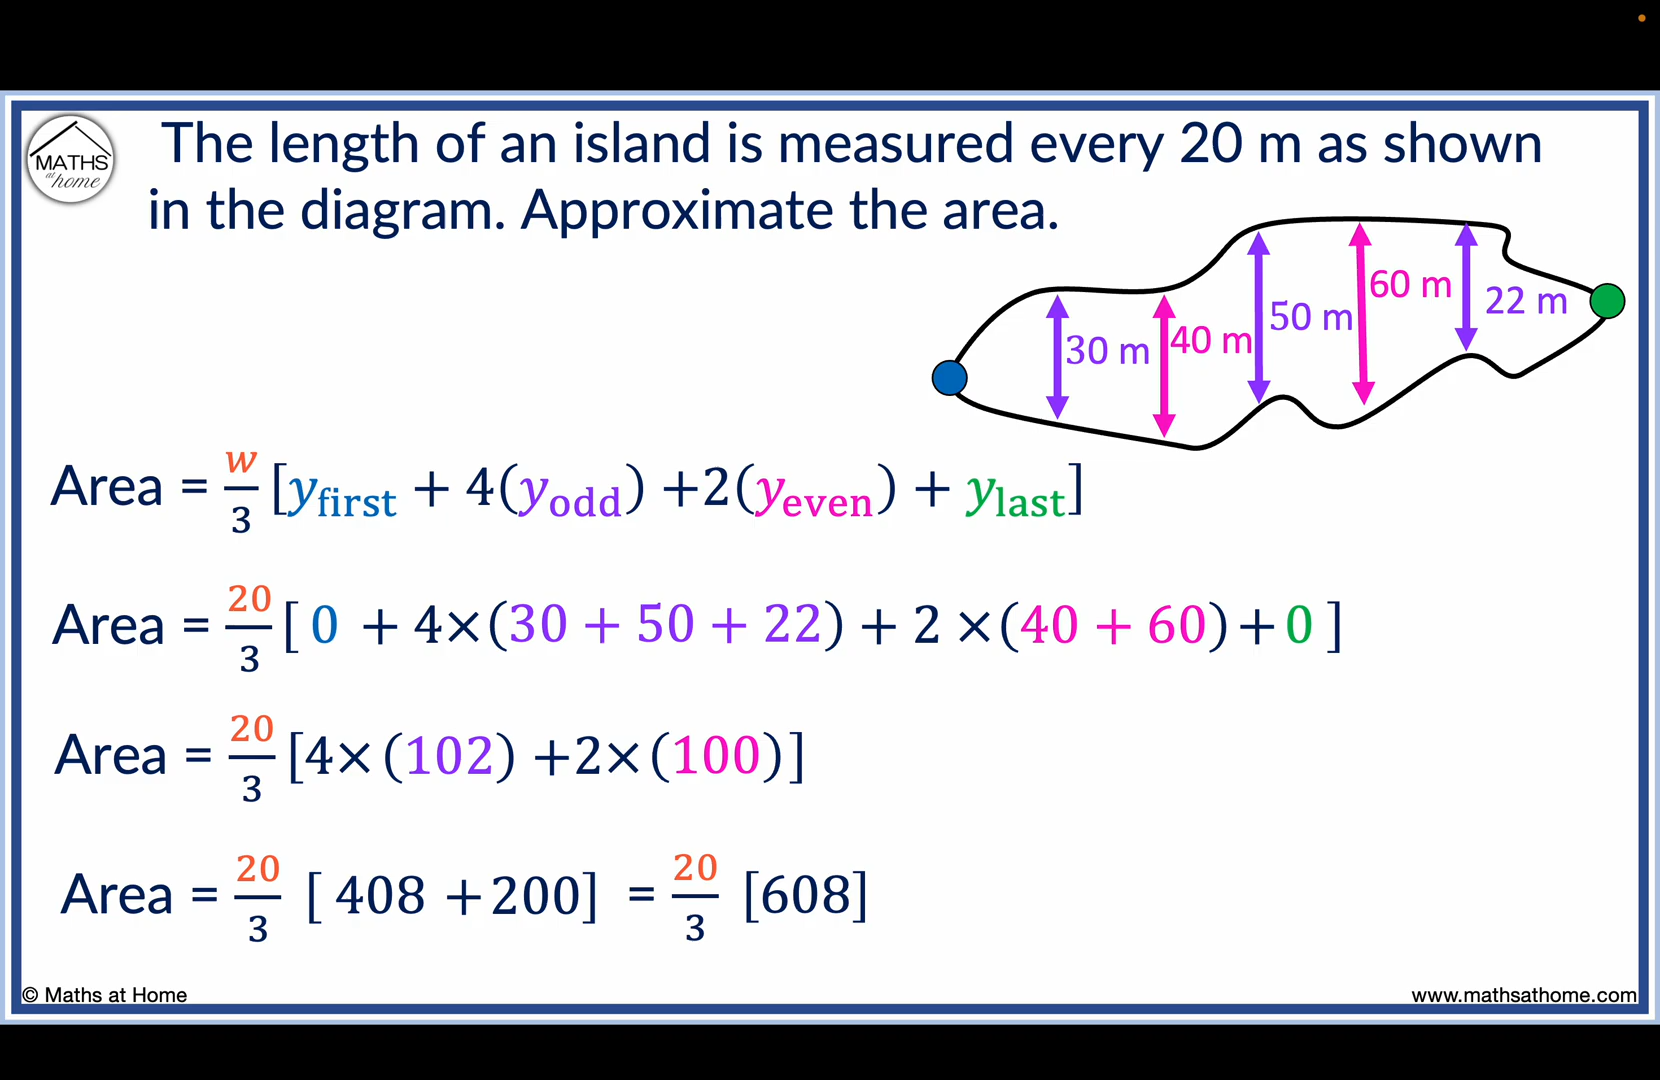 MATHS
at home
The length of an island is measured every 20 m as shown
in the diagram. Approximate the area.
30 m
40 m
50 m
60 m
22 m
Area = w/3 [y_first + 4(y_odd) +2(y_even) + y_last]
Area = 20/3 [ 0 + 4×(30 + 50 + 22) + 2 ×(40 + 60) + 0 ]
Area = 20/3 [4×(102) +2×(100)]
Area = 20/3 [ 408 +200] = 20/3 [608]
© Maths at Home
www.mathsathome.com